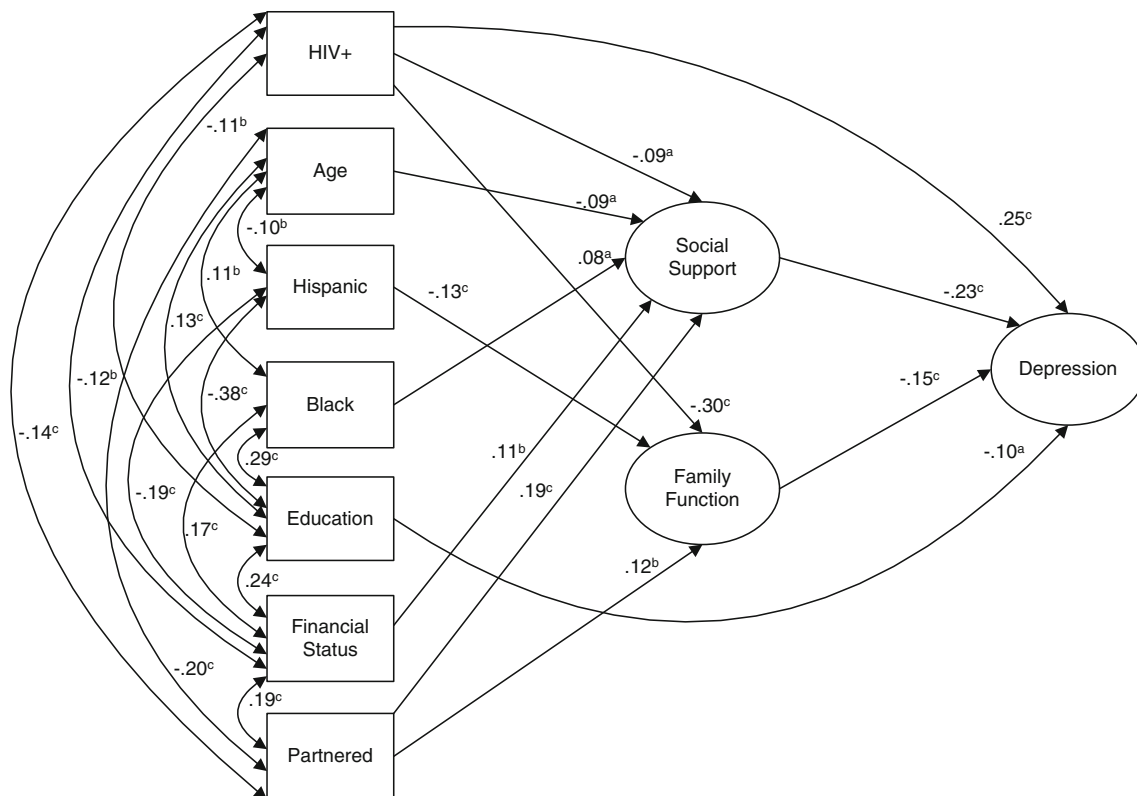 HIV+
-.11ᵇ
Age
-.09ᵃ
-.09ᵃ
.25ᶜ
-.10ᵇ
Social
Support
.08ᵃ
.11ᵇ
Hispanic
-.13ᶜ
-.23ᶜ
.13ᶜ
-.12ᵇ
-.38ᶜ
Black
Depression
-.15ᶜ
-.14ᶜ
-.30ᶜ
.29ᶜ
.11ᵇ
-.10ᵃ
Family
Function
-.19ᶜ
.19ᶜ
.17ᶜ
Education
.12ᵇ
.24ᶜ
Financial
Status
-.20ᶜ
.19ᶜ
Partnered